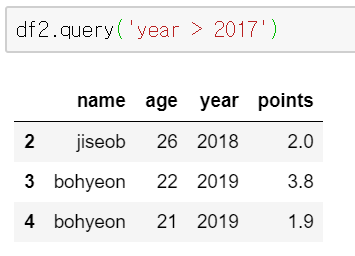 df2.query('year > 2017')
name age year points
2 jiseob 26 2018 2.0
3 bohyeon 22 2019 3.8
4 bohyeon 21 2019 1.9